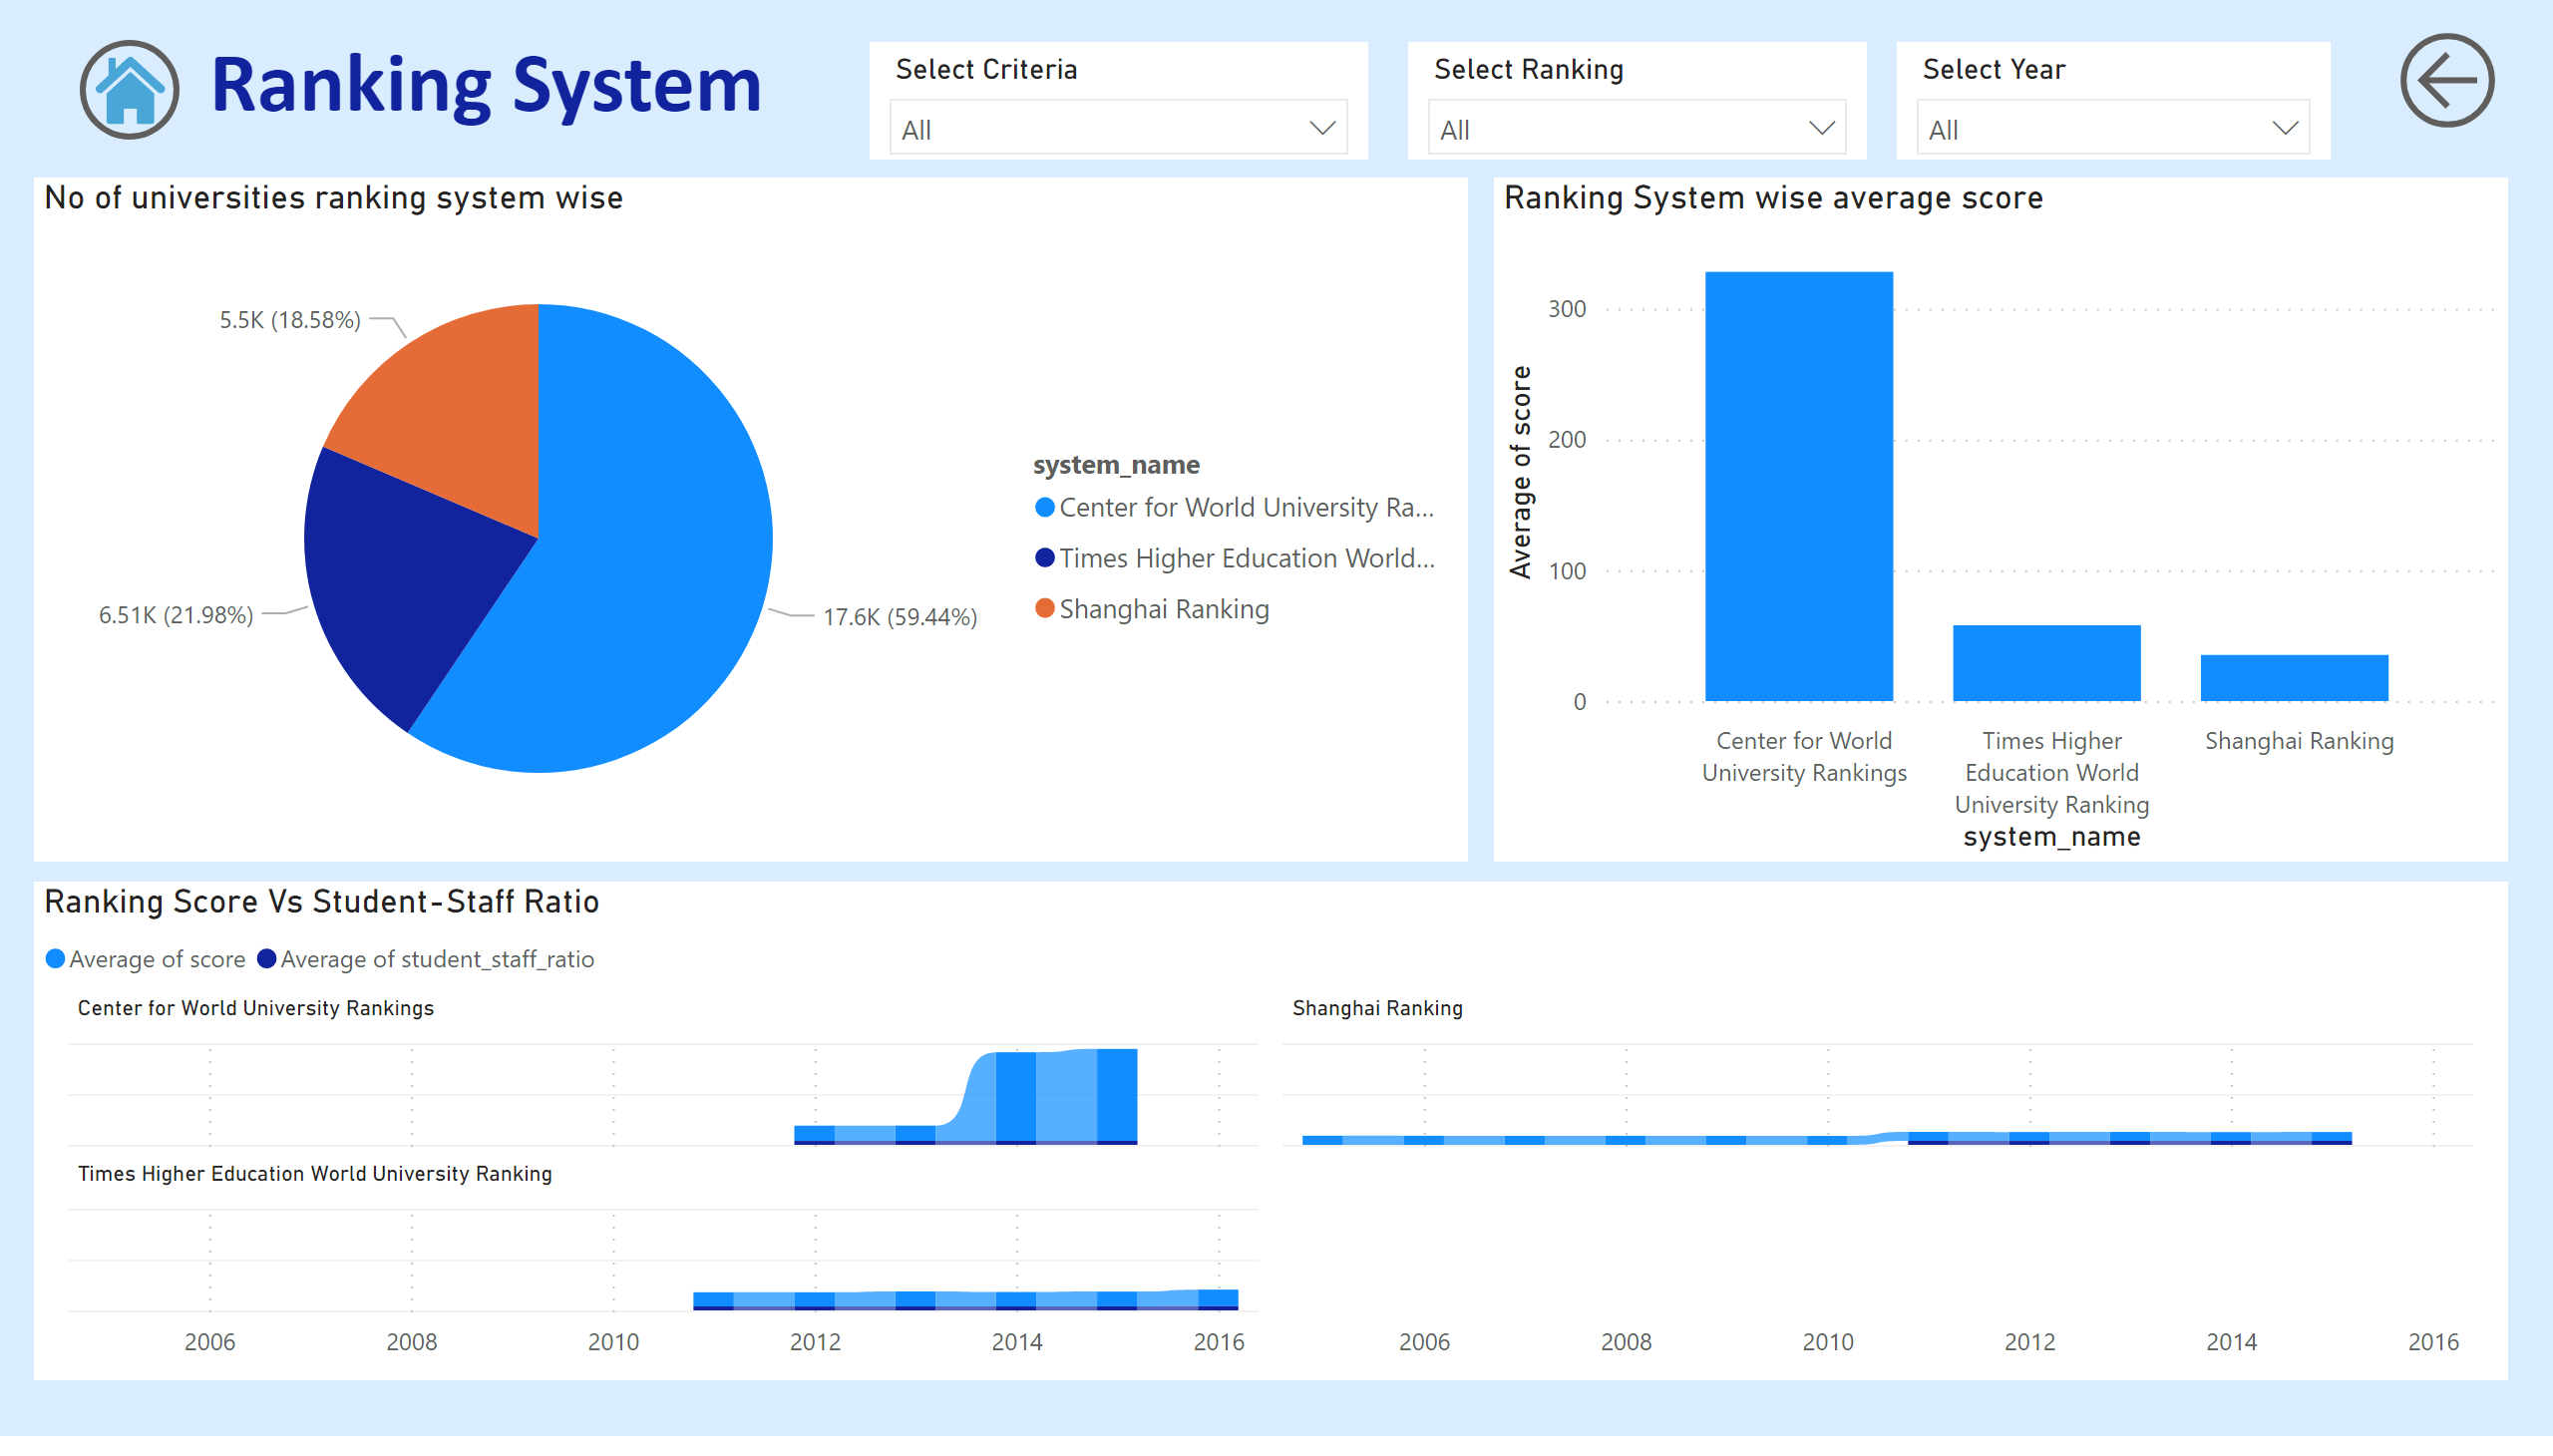 Ranking System
Select Criteria
All
Select Ranking
All
Select Year
All
No of universities ranking system wise
5.5K (18.58%)
6.51K (21.98%)
17.6K (59.44%)
system_name
Center for World University Ra...
Times Higher Education World...
Shanghai Ranking
Ranking System wise average score
Average of score
300
200
100
0
Center for World
University Rankings
Times Higher
Education World
University Ranking
Shanghai Ranking
system_name
Ranking Score Vs Student-Staff Ratio
Average of score
Average of student_staff_ratio
Center for World University Rankings
Shanghai Ranking
Times Higher Education World University Ranking
2006 2008 2010 2012 2014 2016
2006 2008 2010 2012 2014 2016